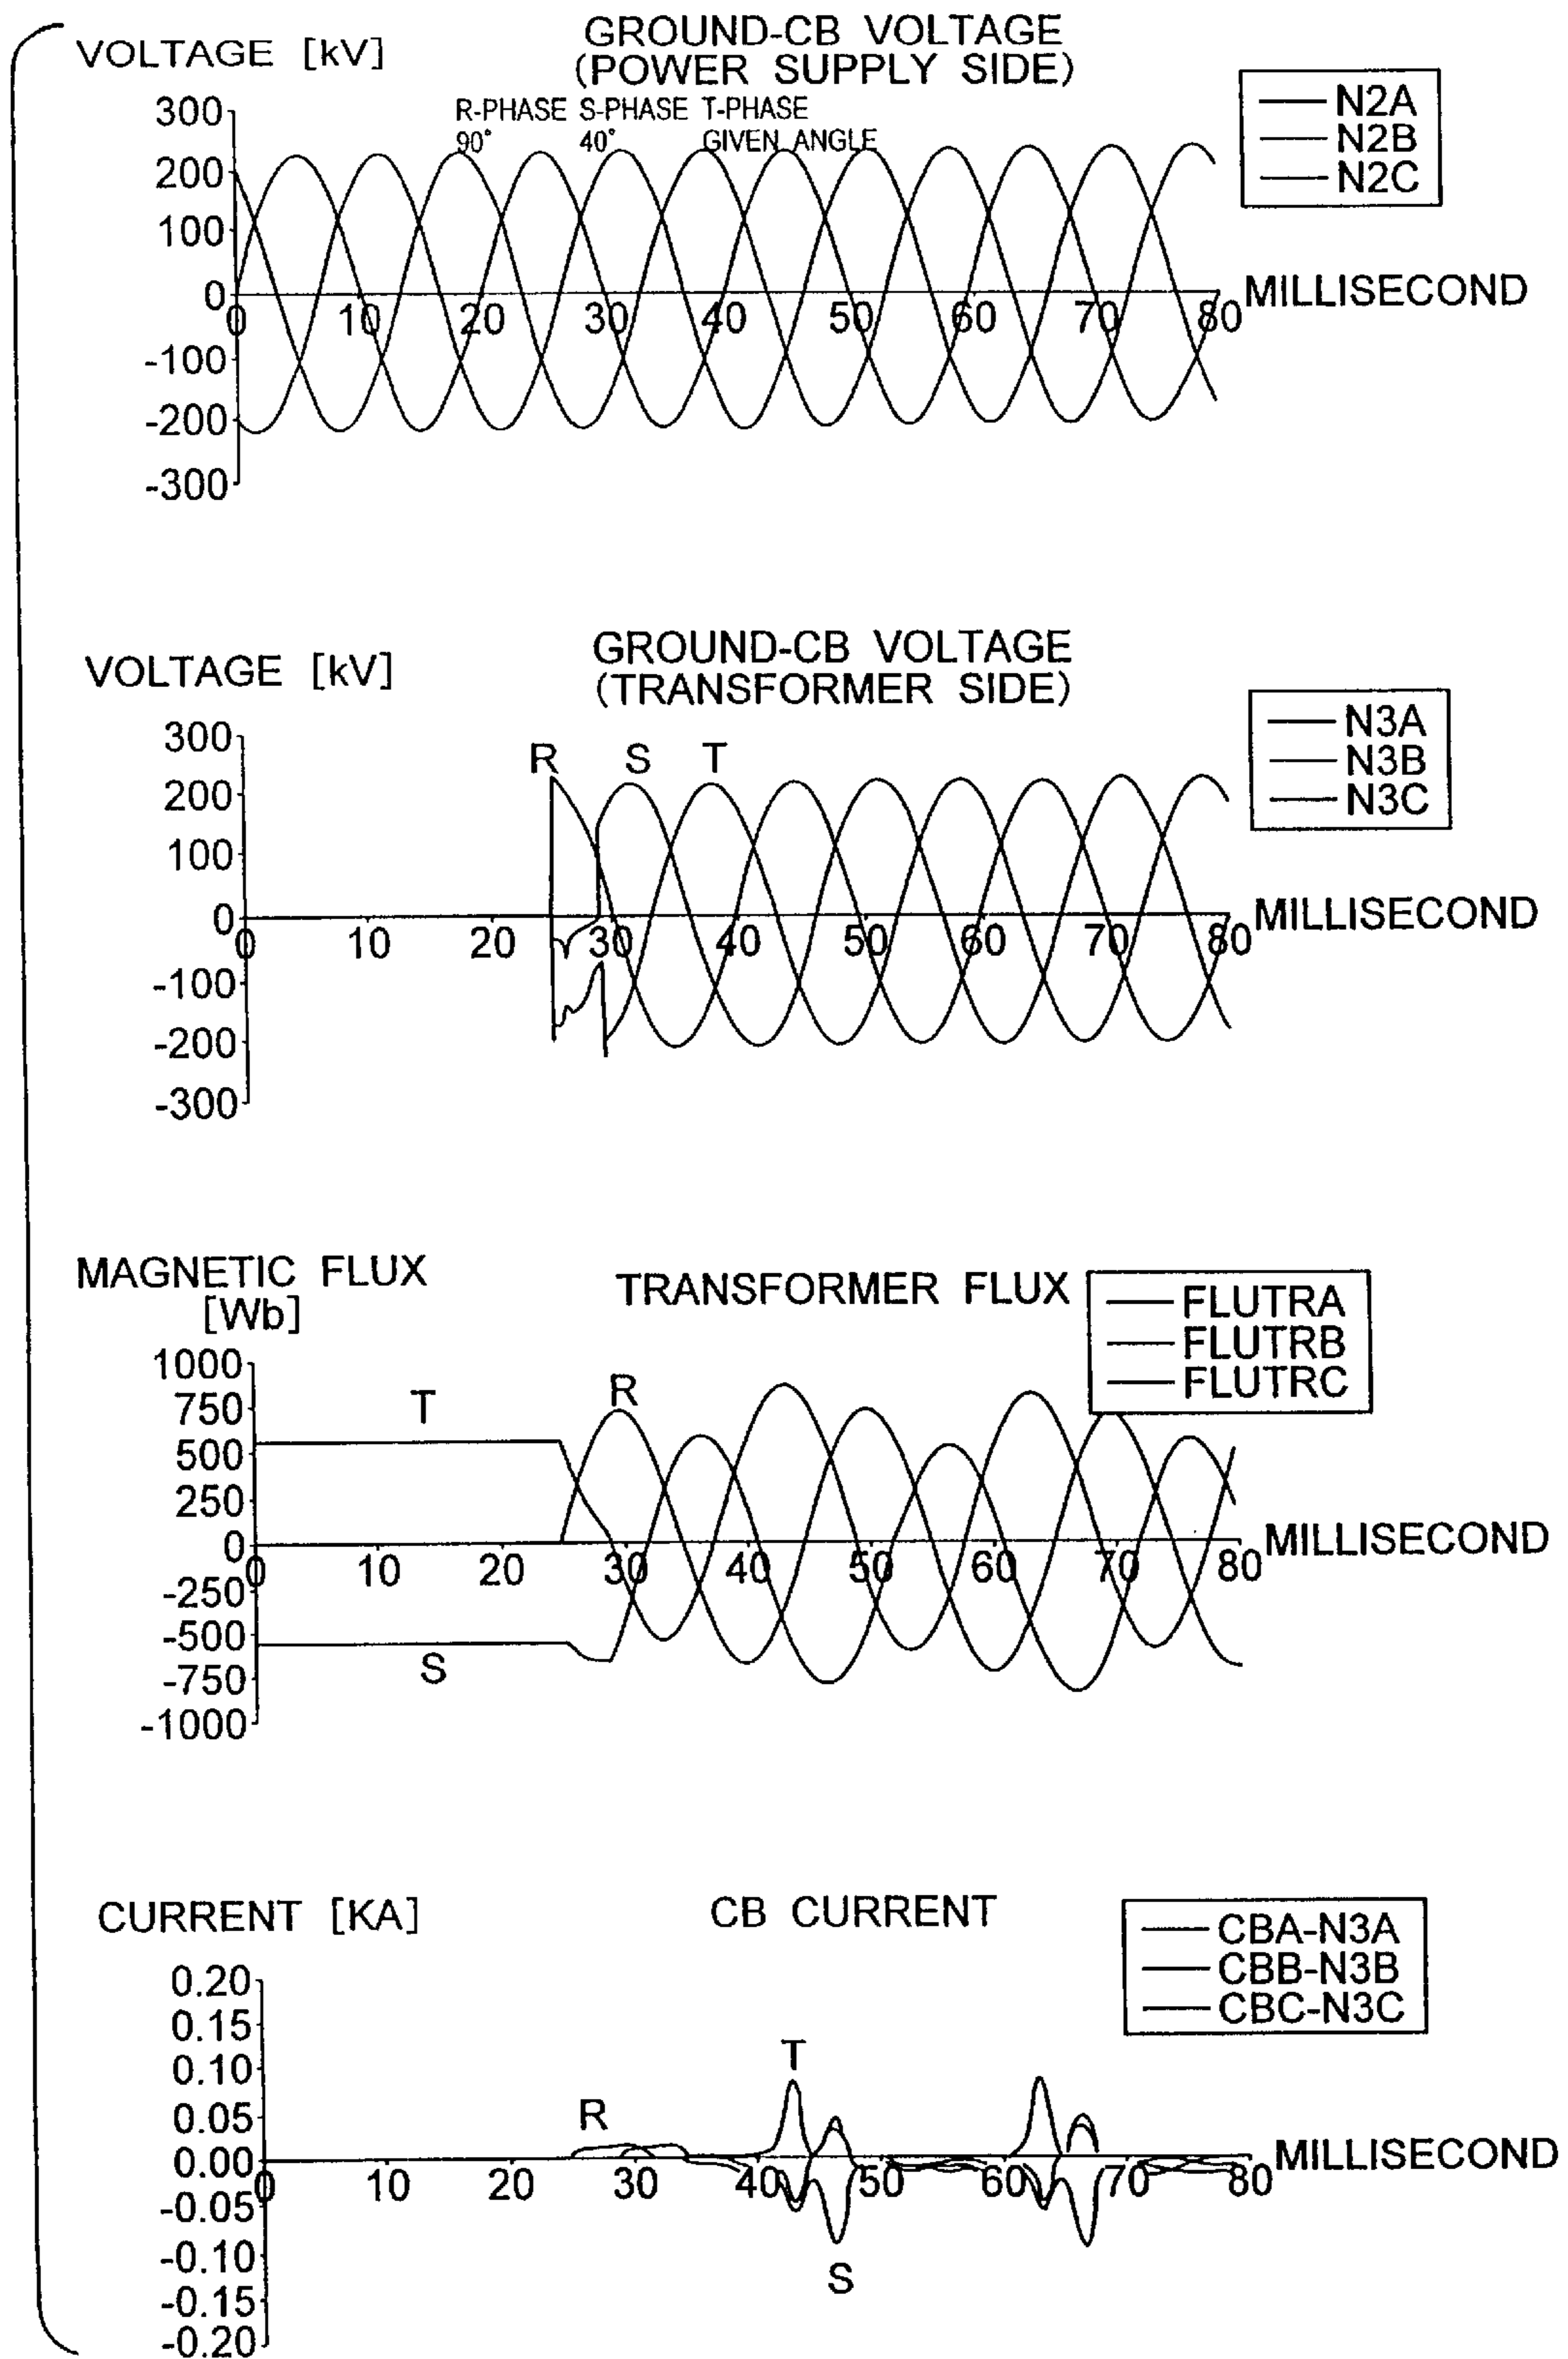 VOLTAGE [kV]
GROUND-CB VOLTAGE
(POWER SUPPLY SIDE)
R-PHASE S-PHASE T-PHASE
90° 40° GIVEN ANGLE
N2A
N2B
N2C
300
200
100
0
-100
-200
-300
0 10 20 30 40 50 60 70 80
MILLISECOND
VOLTAGE [kV]
GROUND-CB VOLTAGE
(TRANSFORMER SIDE)
N3A
N3B
N3C
R S T
300
200
100
0
-100
-200
-300
0 10 20 30 40 50 60 70 80
MILLISECOND
MAGNETIC FLUX
[Wb]
TRANSFORMER FLUX
FLUTRA
FLUTRB
FLUTRC
T
R
S
1000
750
500
250
0
-250
-500
-750
-1000
0 10 20 30 40 50 60 70 80
MILLISECOND
CURRENT [KA]
CB CURRENT
CBA-N3A
CBB-N3B
CBC-N3C
T
R
S
0.20
0.15
0.10
0.05
0.00
-0.05
-0.10
-0.15
-0.20
0 10 20 30 40 50 60 70 80
MILLISECOND